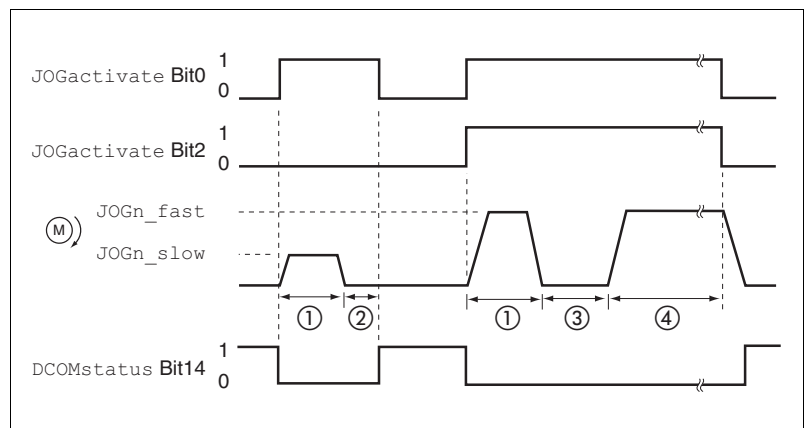 JOGactivate Bit0
1
0
JOGactivate Bit2
1
0
M
JOGn_fast
JOGn_slow
① ② ① ③ ④
DCOMstatus Bit14
1
0